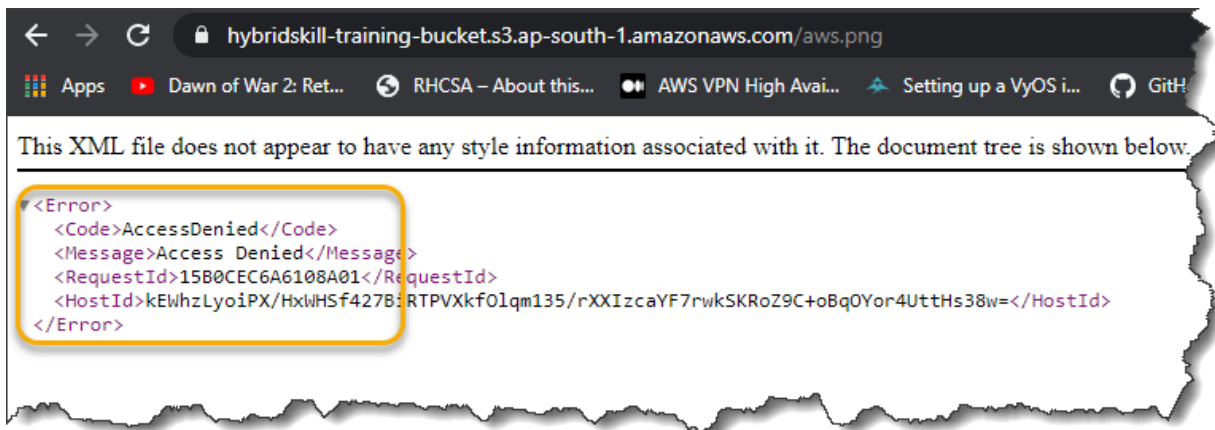 hybridskill-training-bucket.s3.ap-south-1.amazonaws.com/aws.png
Apps Dawn of War 2: Ret... RHCSA – About this... AWS VPN High Avai... Setting up a VyOS i... GitH
This XML file does not appear to have any style information associated with it. The document tree is shown below.
▼<Error>
<Code>AccessDenied</Code>
<Message>Access Denied</Message>
<RequestId>15B0CEC6A6108A01</RequestId>
<HostId>kEWhzLyoiPX/HxWHSf427BiRTPVXkfOlqm135/rXXIzcaYF7rwkSKRoZ9C+oBqOYor4UttHs38w=</HostId>
</Error>